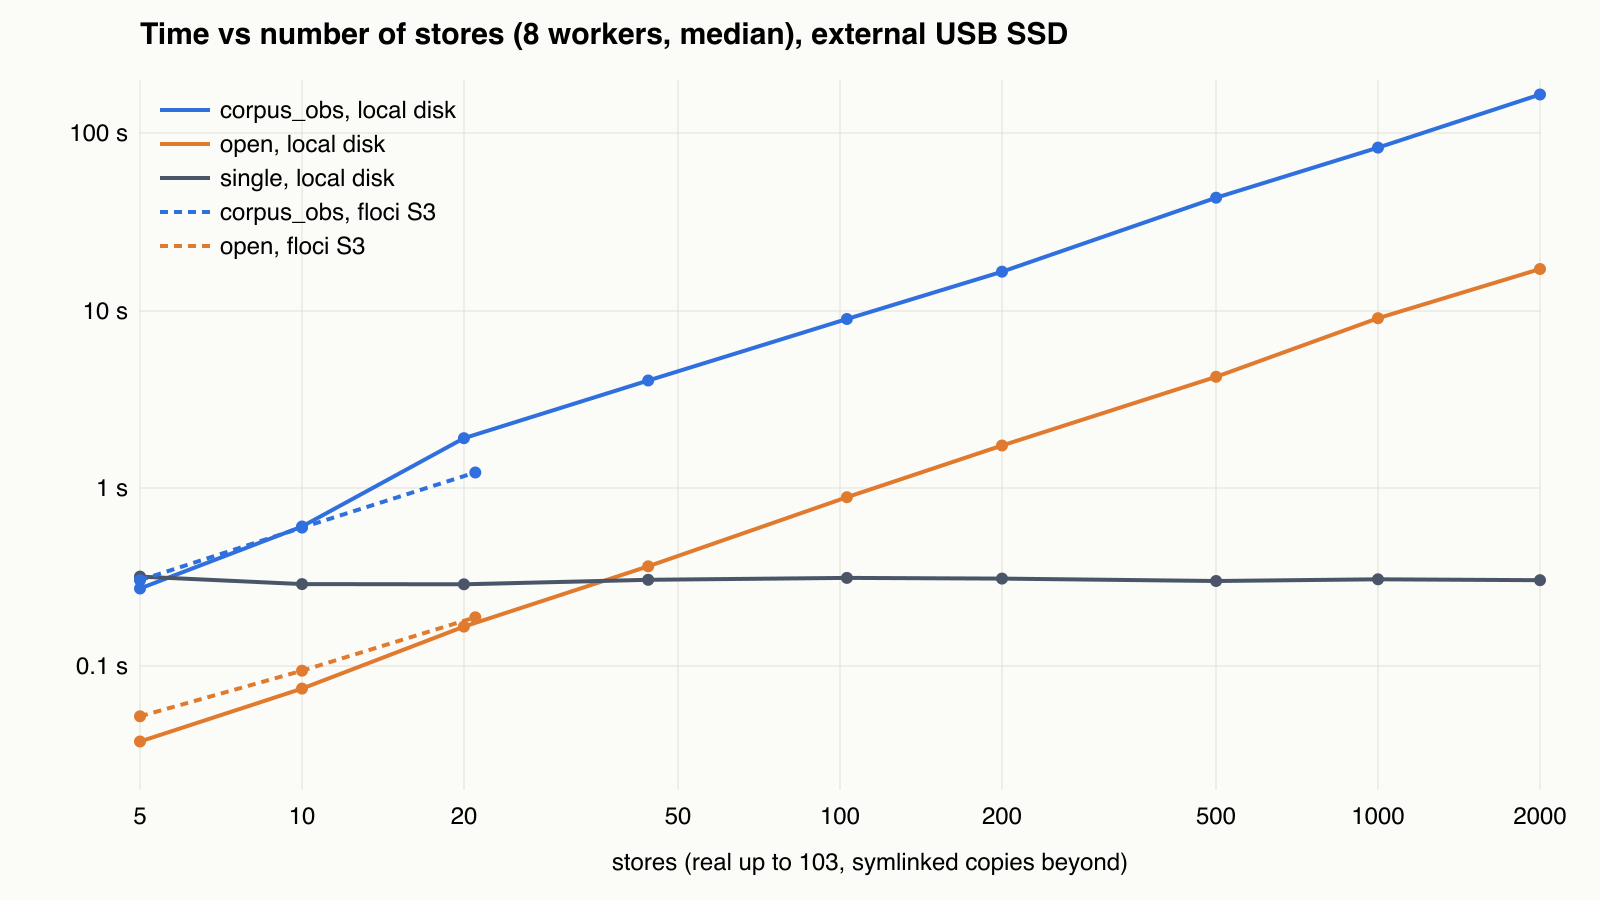 Time vs number of stores (8 workers, median), external USB SSD
corpus_obs, local disk
open, local disk
single, local disk
corpus_obs, floci S3
open, floci S3
100 s
10 s
1 s
0.1 s
5 10 20 50 100 200 500 1000 2000
stores (real up to 103, symlinked copies beyond)